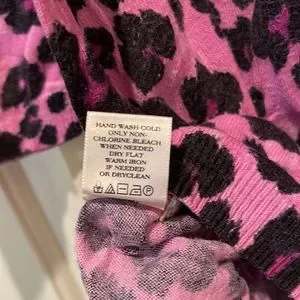 HAND WASH COLD
ONLY NON-
CHLORINE BLEACH
WHEN NEEDED
DRY FLAT
WARM IRON
IF NEEDED
OR DRYCLEAN